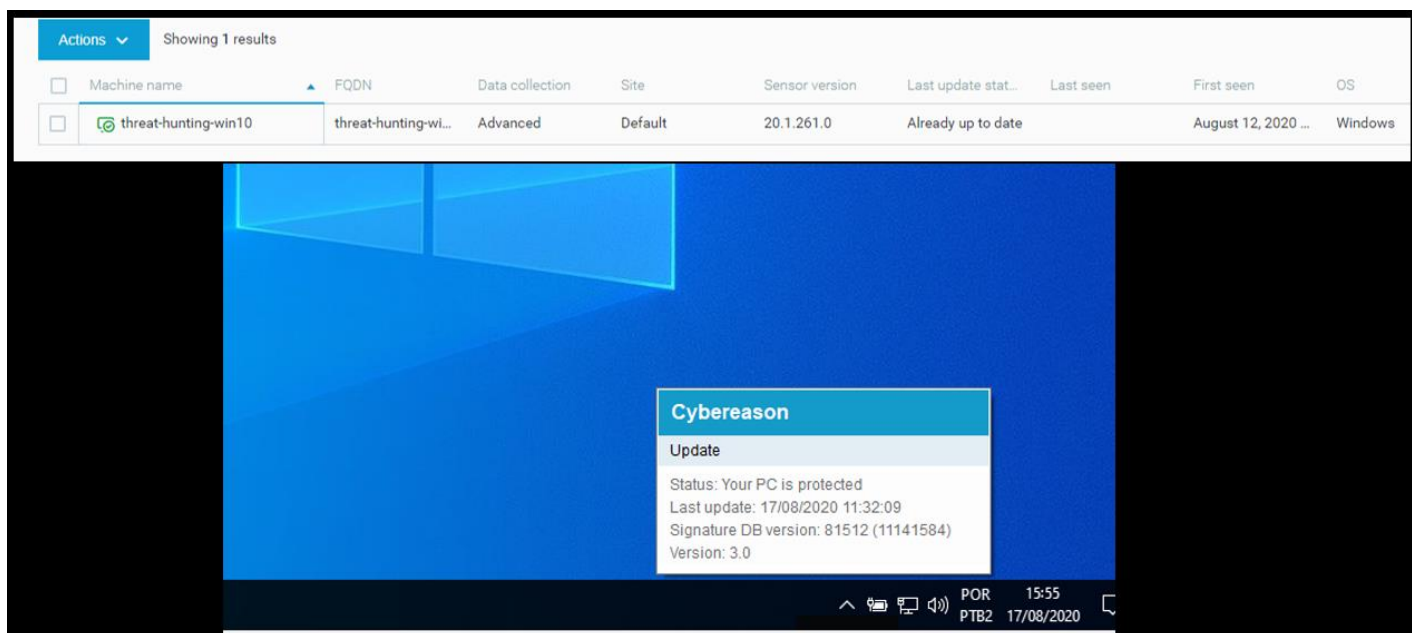 Actions Showing 1 results
Machine name FQDN Data collection Site Sensor version Last update stat... Last seen First seen OS
threat-hunting-win10 threat-hunting-wi... Advanced Default 20.1.261.0 Already up to date August 12, 2020 ... Windows
Cybereason
Update
Status: Your PC is protected
Last update: 17/08/2020 11:32:09
Signature DB version: 81512 (11141584)
Version: 3.0
POR 15:55
PTB2 17/08/2020